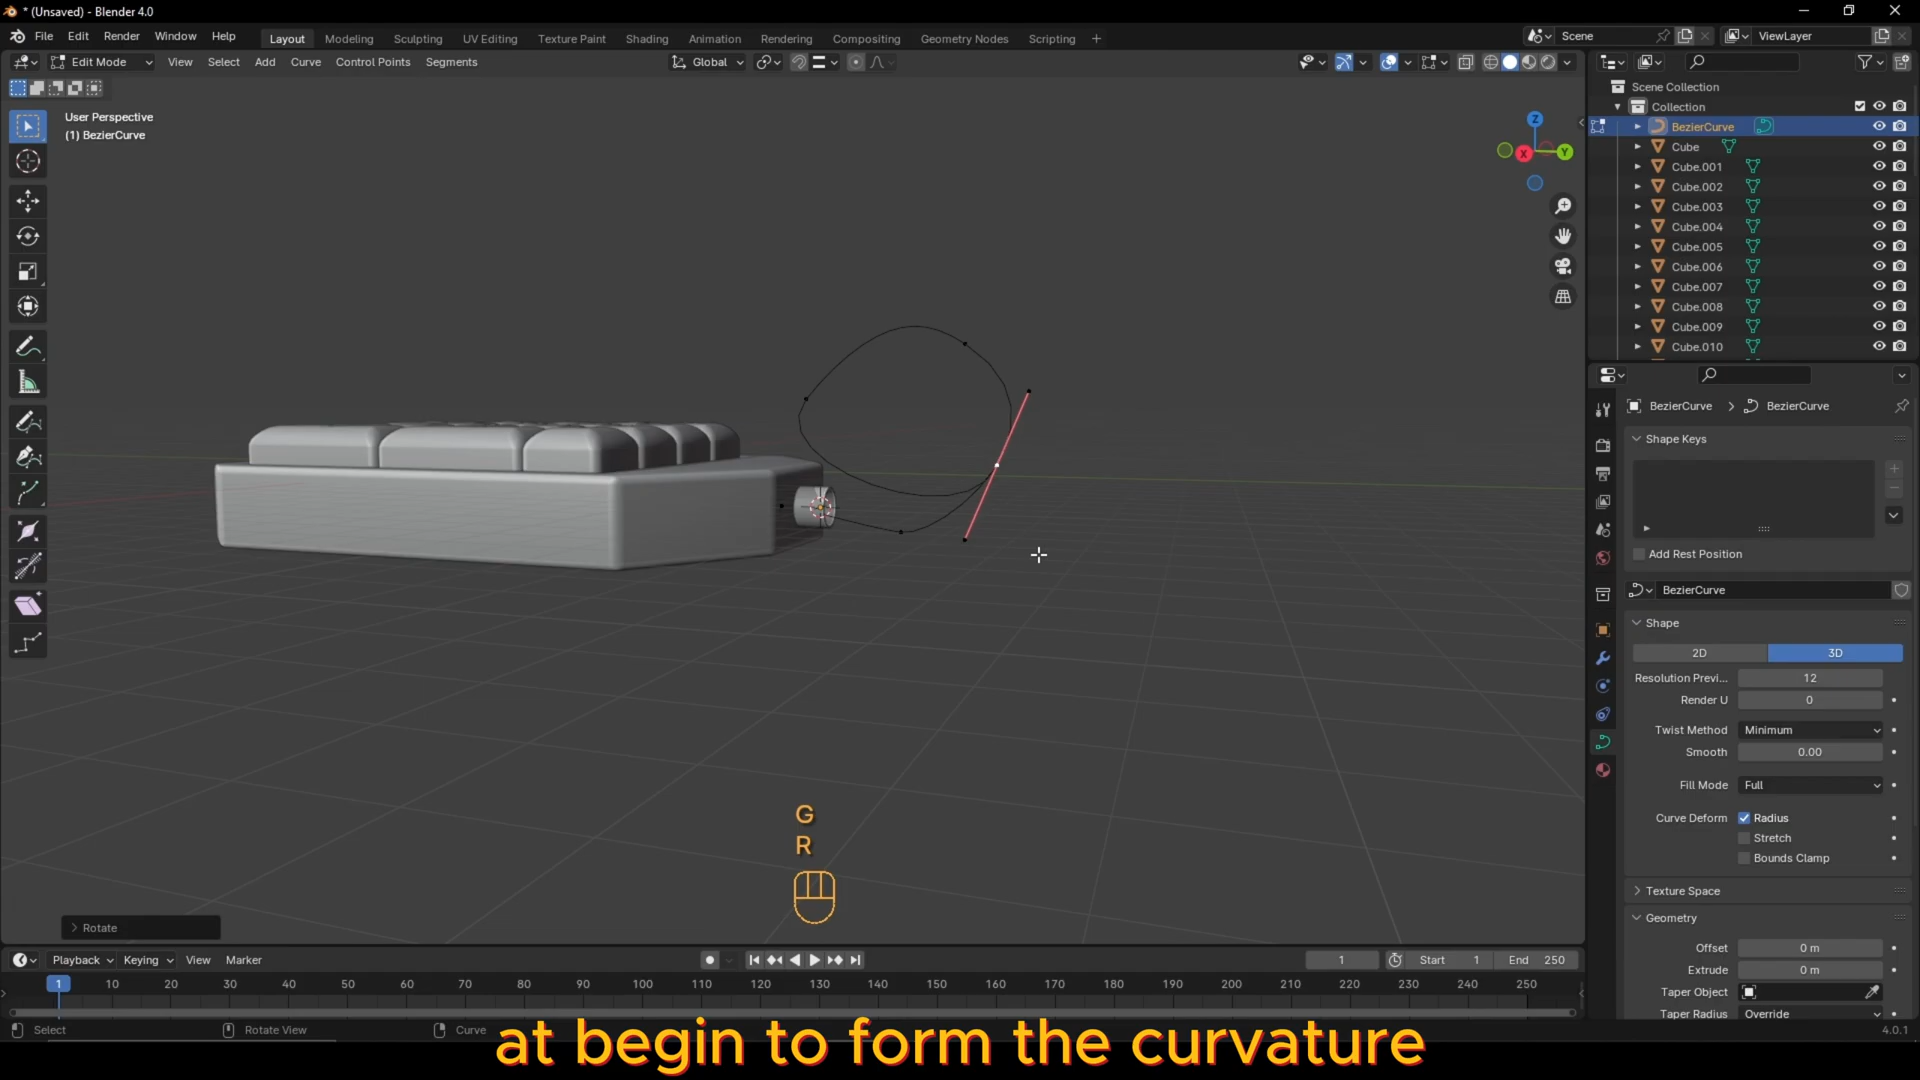 * (Unsaved) - Blender 4.0
File Edit Render Window Help
Layout Modeling Sculpting UV Editing Texture Paint Shading Animation Rendering Compositing Geometry Nodes Scripting +
Scene
ViewLayer
Edit Mode View Select Add Curve Control Points Segments
Global
User Perspective
(1) BezierCurve
Z
X
Y
Scene Collection
Collection
BezierCurve
Cube
Cube.001
Cube.002
Cube.003
Cube.004
Cube.005
Cube.006
Cube.007
Cube.008
Cube.009
Cube.010
BezierCurve > BezierCurve
Shape Keys
Add Rest Position
BezierCurve
Shape
2D 3D
Resolution Previ... 12
Render U 0
Twist Method Minimum
Smooth 0.00
Fill Mode Full
Curve Deform Radius
Stretch
Bounds Clamp
Texture Space
Geometry
Offset 0 m
Extrude 0 m
Taper Object
Taper Radius Override
G
R
Rotate
Playback Keying View Marker
1 Start 1 End 250
1 10 20 30 40 50 60 70 80 90 100 110 120 130 140 150 160 170 180 190 200 210 220 230 240 250
Select Rotate View Curve
4.0.1
at begin to form the curvature